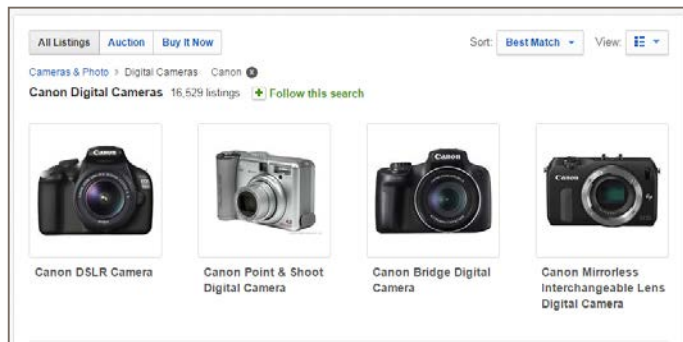 All Listings Auction Buy It Now Sort: Best Match View:
Cameras & Photo > Digital Cameras Canon
Canon Digital Cameras 16,529 listings Follow this search
Canon Canon Canon
Canon DSLR Camera
Canon Point & Shoot
Digital Camera
Canon Bridge Digital
Camera
Canon Mirrorless
Interchangeable Lens
Digital Camera